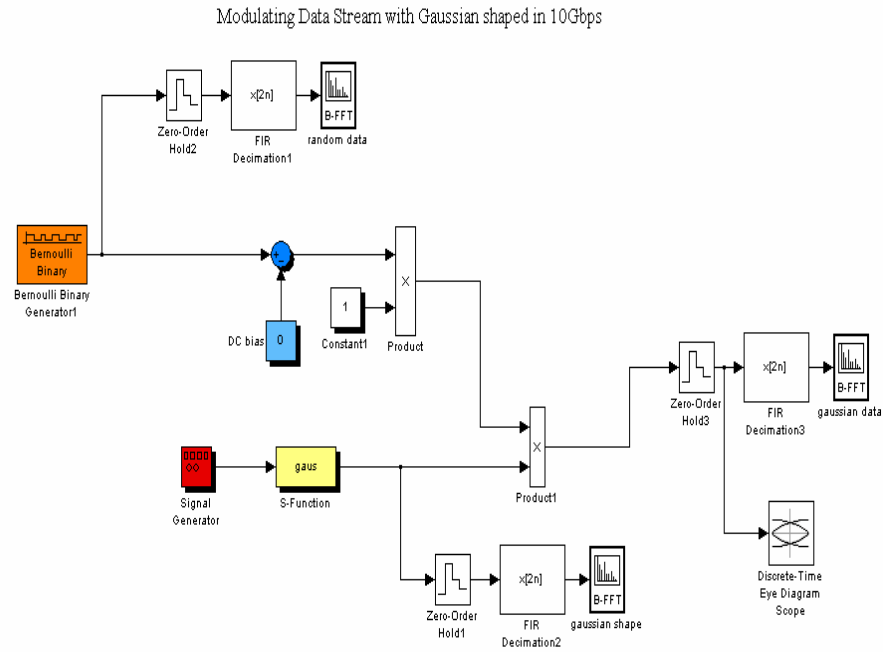 Modulating Data Stream with Gaussian shaped in 10Gbps
x[2n]
B-FFT
Zero-Order
Hold2
FIR
Decimation1
random data
Bernoulli
Binary
Bernoulli Binary
Generator1
+
-
X
1
DC bias
0
Constant1
Product
x[2n]
B-FFT
Zero-Order
Hold3
FIR
Decimation3
gaussian data
X
Product1
gaus
Signal
Generator
S-Function
x[2n]
B-FFT
Zero-Order
Hold1
FIR
Decimation2
gaussian shape
Discrete-Time
Eye Diagram
Scope